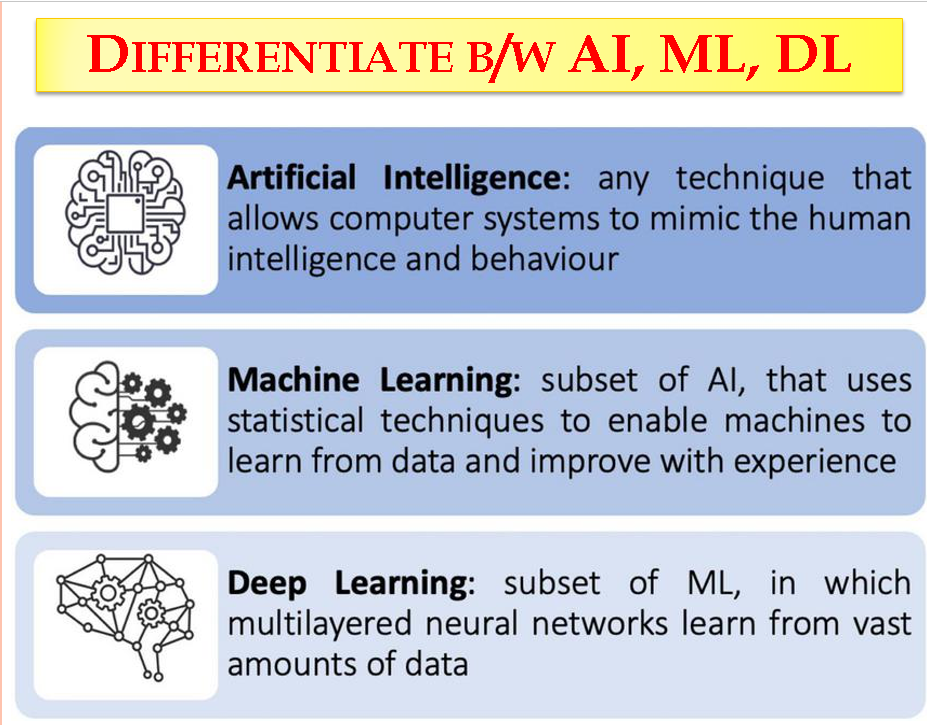 DIFFERENTIATE B/W AI, ML, DL
Artificial Intelligence: any technique that
allows computer systems to mimic the human
intelligence and behaviour
Machine Learning: subset of AI, that uses
statistical techniques to enable machines to
learn from data and improve with experience
Deep Learning: subset of ML, in which
multilayered neural networks learn from vast
amounts of data